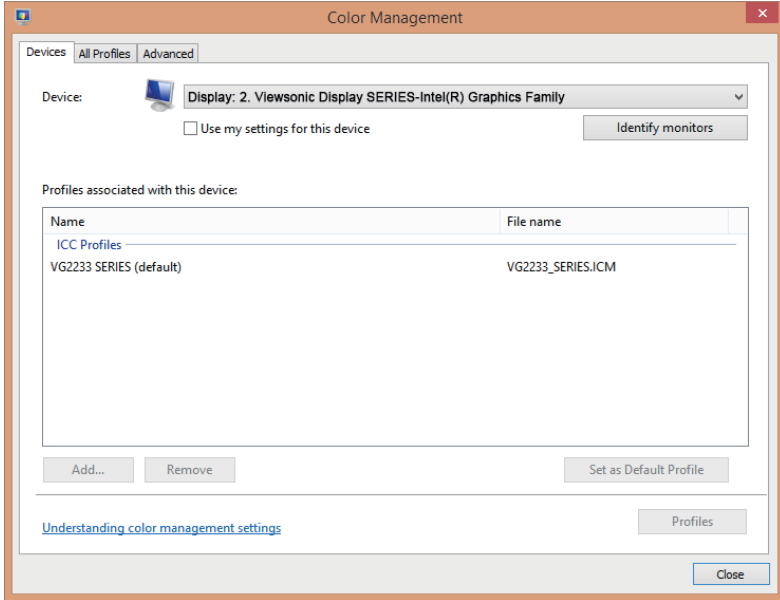 Color Management
Devices All Profiles Advanced
Device: Display: 2. Viewsonic Display SERIES-Intel(R) Graphics Family
Use my settings for this device Identify monitors
Profiles associated with this device:
Name File name
ICC Profiles
VG2233 SERIES (default) VG2233_SERIES.ICM
Add... Remove Set as Default Profile
Understanding color management settings Profiles
Close